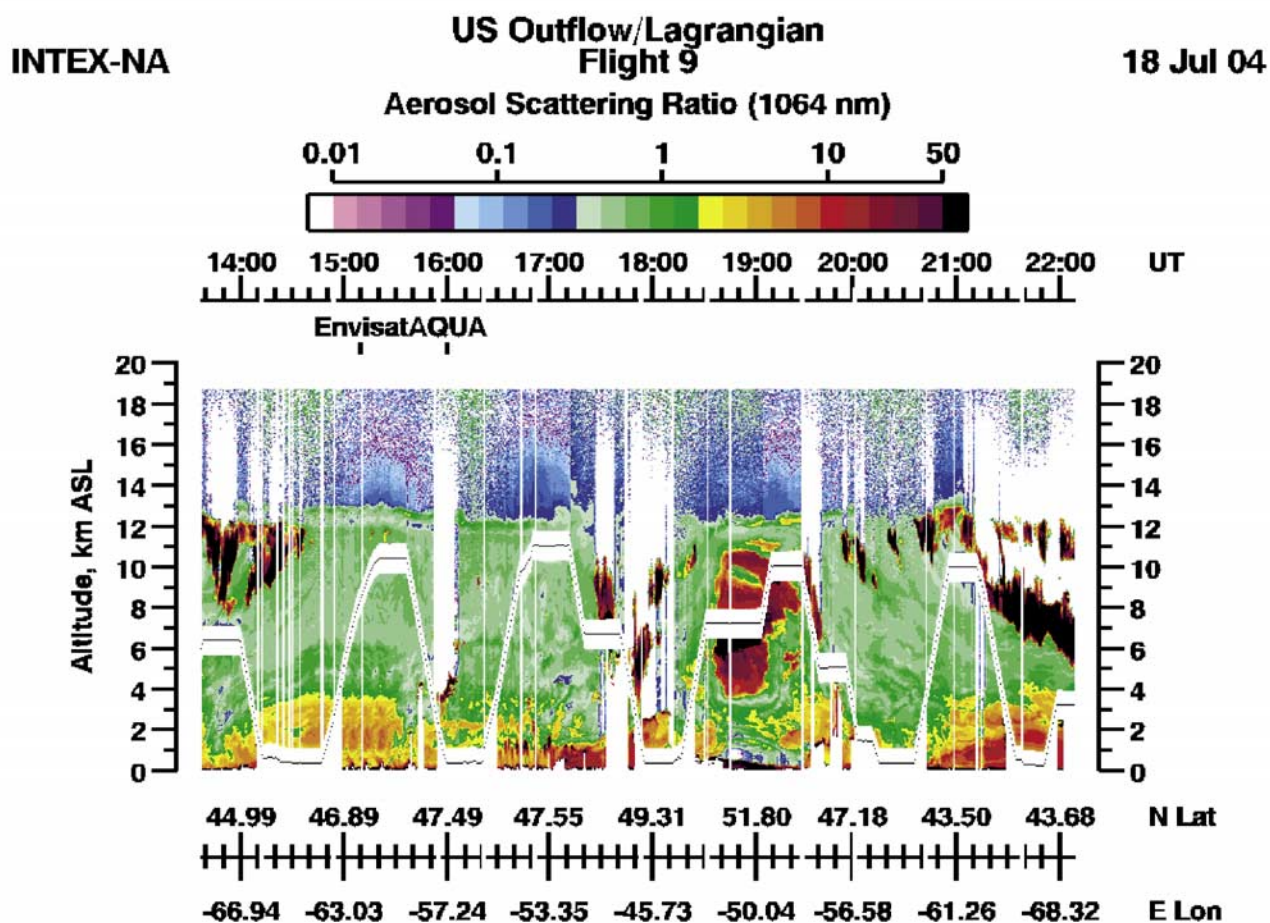 US Outflow/Lagrangian
INTEX-NA Flight 9 18 Jul 04
Aerosol Scattering Ratio (1064 nm)
0.01 0.1 1 10 50
14:00 15:00 16:00 17:00 18:00 19:00 20:00 21:00 22:00 UT
EnvisatAQUA
20 20
18 18
16 16
14 14
12 12
10 10
8 8
6 6
4 4
2 2
0 0
Altitude, km ASL
44.99 46.89 47.49 47.55 49.31 51.80 47.18 43.50 43.68 N Lat
-66.94 -63.03 -57.24 -53.35 -45.73 -50.04 -56.58 -61.26 -68.32 E Lon